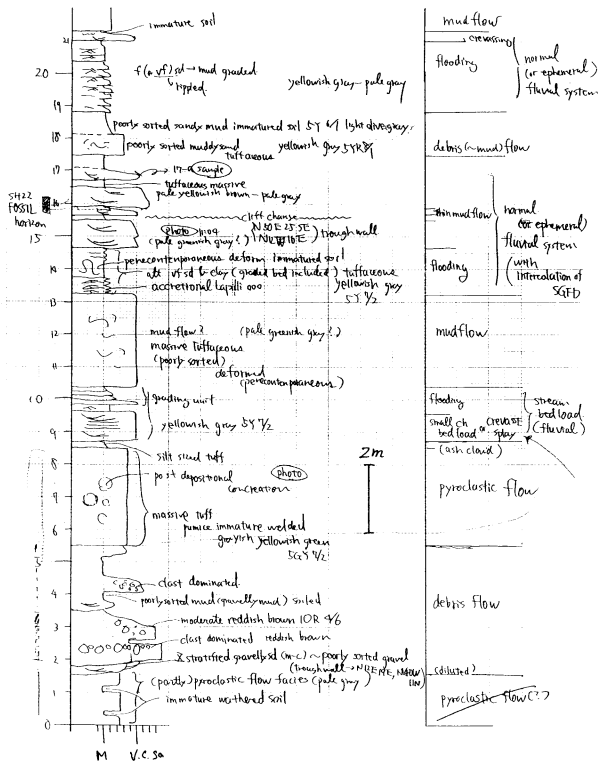 immature soil
mudflow
21
crevassing
f(or vf) sd → mud graded
rippled.
yellowish gray - pale gray
flooding
normal
(or ephemeral)
fluvial system
20
19
poorly sorted sandy mud immatured soil 5Y 6/1 light olive gray.
18
poorly sorted muddy sand
tuffaceous
yellowish gray
debris (~mud) flow
17
sample
tuffaceous massive
pale yellowish brown - pale gray
SH22
FOSSIL
horizon
16
cliff change
15
photo
(pale greenish gray?)
trough wall
thin mudflow
normal
(or ephemeral)
fluvial system
(with
intercalation of
SGFD
penecontemporaneous deform immatured soil
14
alt vf sd & clay (graded bed included) tuffaceous
flooding
accretional lapilli ooo
yellowish gray
5Y 7/2
13
12
mud flow?
(pale greenish gray?)
mudflow
massive tuffaceous
11
(poorly sorted)
deformed
(penecontemporaneous)
10
grading unit
flooding
stream
bed load
(fluvial)
yellowish gray 5Y 7/2
small ch
bed load
or
crevasse
splay
9
silt sized tuff
(ash cloud)
2m
8
post depositional
concreation
photo
pyroclastic flow
7
massive tuff
pumice immature welded
6
grayish yellowish green
5GY 7/2
5
clast dominated
4
poorly sorted mud (gravelly mud) soiled
debris flow
moderate reddish brown 10R 4/6
3
clast dominated reddish brown
stratified gravelly sd (m-c) ~ poorly sorted gravel
2
(trough wall →
(diluted?
(partly) pyroclastic flow facies (pale gray)
1
immature weathered soil
pyroclastic flow (??)
0
M
V.C.Sa